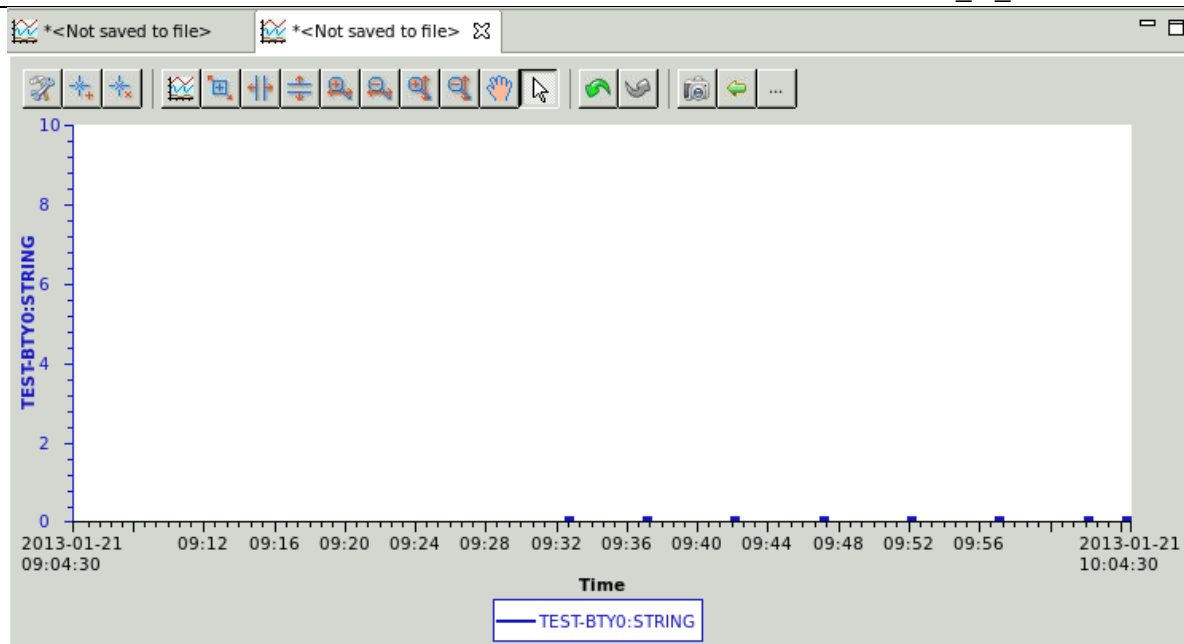 *<Not saved to file> *<Not saved to file>
...
10
8
6
4
2
0
TEST-BTY0:STRING
2013-01-21 09:12 09:16 09:20 09:24 09:28 09:32 09:36 09:40 09:44 09:48 09:52 09:56 2013-01-21
09:04:30 10:04:30
Time
TEST-BTY0:STRING